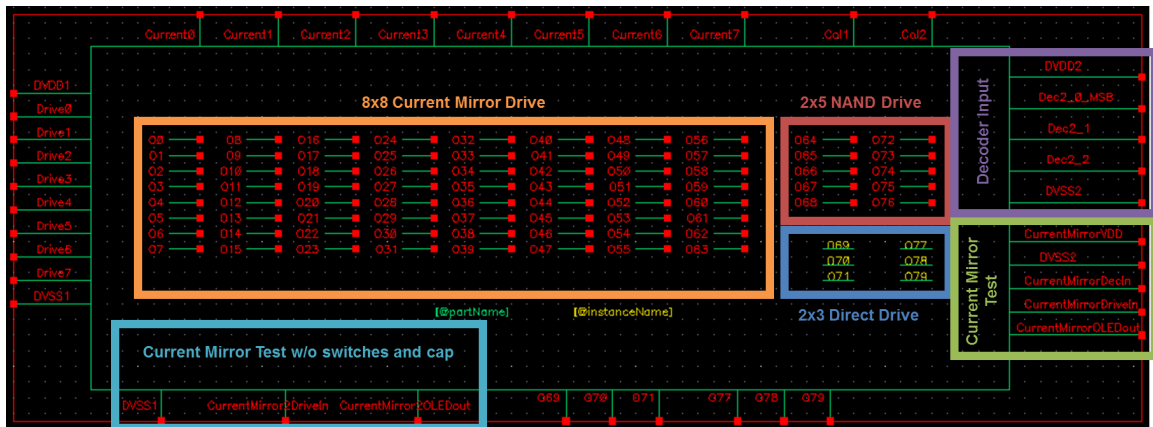 Current0 Current1 Current2 Current3 Current4 Current5 Current6 Current7 Col1 Col2
DVDD1
Drive0
Drive1
Drive2
Drive3
Drive4
Drive5
Drive6
Drive7
DVSS1
8x8 Current Mirror Drive
O0 O8 O16 O24 O32 O40 O48 O56
O1 O9 O17 O25 O33 O41 O49 O57
O2 O10 O18 O26 O34 O42 O50 O58
O3 O11 O19 O27 O35 O43 O51 O59
O4 O12 O20 O28 O36 O44 O52 O60
O5 O13 O21 O29 O37 O45 O53 O61
O6 O14 O22 O30 O38 O46 O54 O62
O7 O15 O23 O31 O39 O47 O55 O63
2x5 NAND Drive
O64 O72
O65 O73
O66 O74
O67 O75
O68 O76
O69 O77
O70 O78
O71 O79
2x3 Direct Drive
Decoder Input
DVDD2
Dec2_0_MSB
Dec2_1
Dec2_2
DVSS2
Current Mirror
Test
CurrentMirrorVDD
DVSS2
CurrentMirrorDecIn
CurrentMirrorDriveIn
CurrentMirrorOLEDout
[@partName] [@instanceName]
Current Mirror Test w/o switches and cap
DVSS1 CurrentMirror2DriveIn CurrentMirror2OLEDout
G69 G70 G71 G77 G78 G79